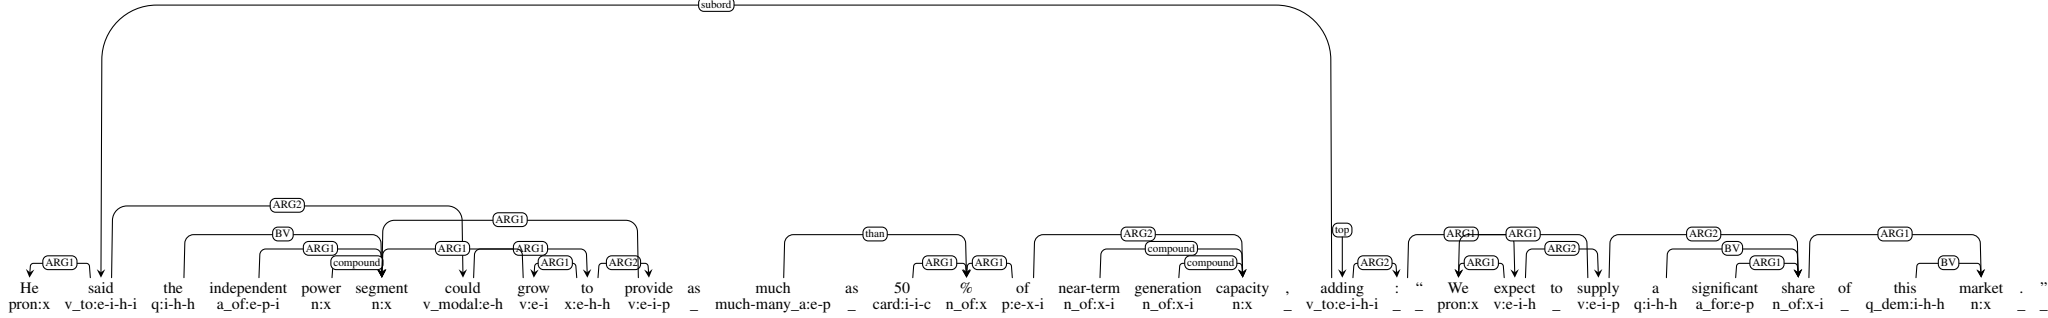 subord
ARG2
ARG1
BV than top ARG2 ARG1 ARG1 ARG2 ARG1
ARG1 ARG1 ARG1 compound ARG2 BV
ARG1 compound ARG1 ARG2 ARG1 ARG1 compound ARG2 ARG1 ARG1 BV
He said the independent power segment could grow to provide as much as 50 % of near-term generation capacity , adding : “ We expect to supply a significant share of this market . ”
pron:x v_to:e-i-h-i q:i-h-h a_of:e-p-i n:x n:x v_modal:e-h v:e-i x:e-h-h v:e-i-p _ much-many_a:e-p _ card:i-i-c n_of:x p:e-x-i n_of:x-i n_of:x-i n:x _ v_to:e-i-h-i _ _ pron:x v:e-i-h _ v:e-i-p q:i-h-h a_for:e-p n_of:x-i _ q_dem:i-h-h n:x _ _